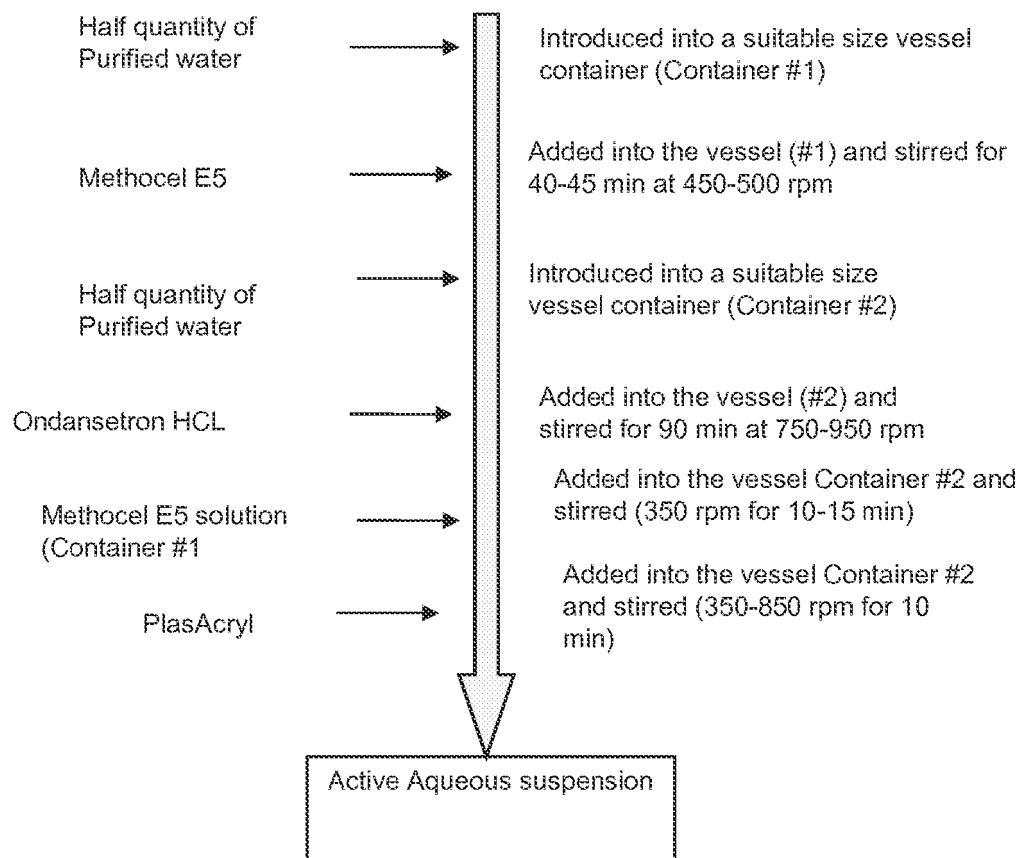 Half quantity of
Purified water
Introduced into a suitable size vessel
container (Container #1)
Methocel E5
Added into the vessel (#1) and stirred for
40-45 min at 450-500 rpm
Half quantity of
Purified water
Introduced into a suitable size
vessel container (Container #2)
Ondansetron HCL
Added into the vessel (#2) and
stirred for 90 min at 750-950 rpm
Methocel E5 solution
(Container #1
Added into the vessel Container #2 and
stirred (350 rpm for 10-15 min)
PlasAcryl
Added into the vessel Container #2
and stirred (350-850 rpm for 10
min)
Active Aqueous suspension